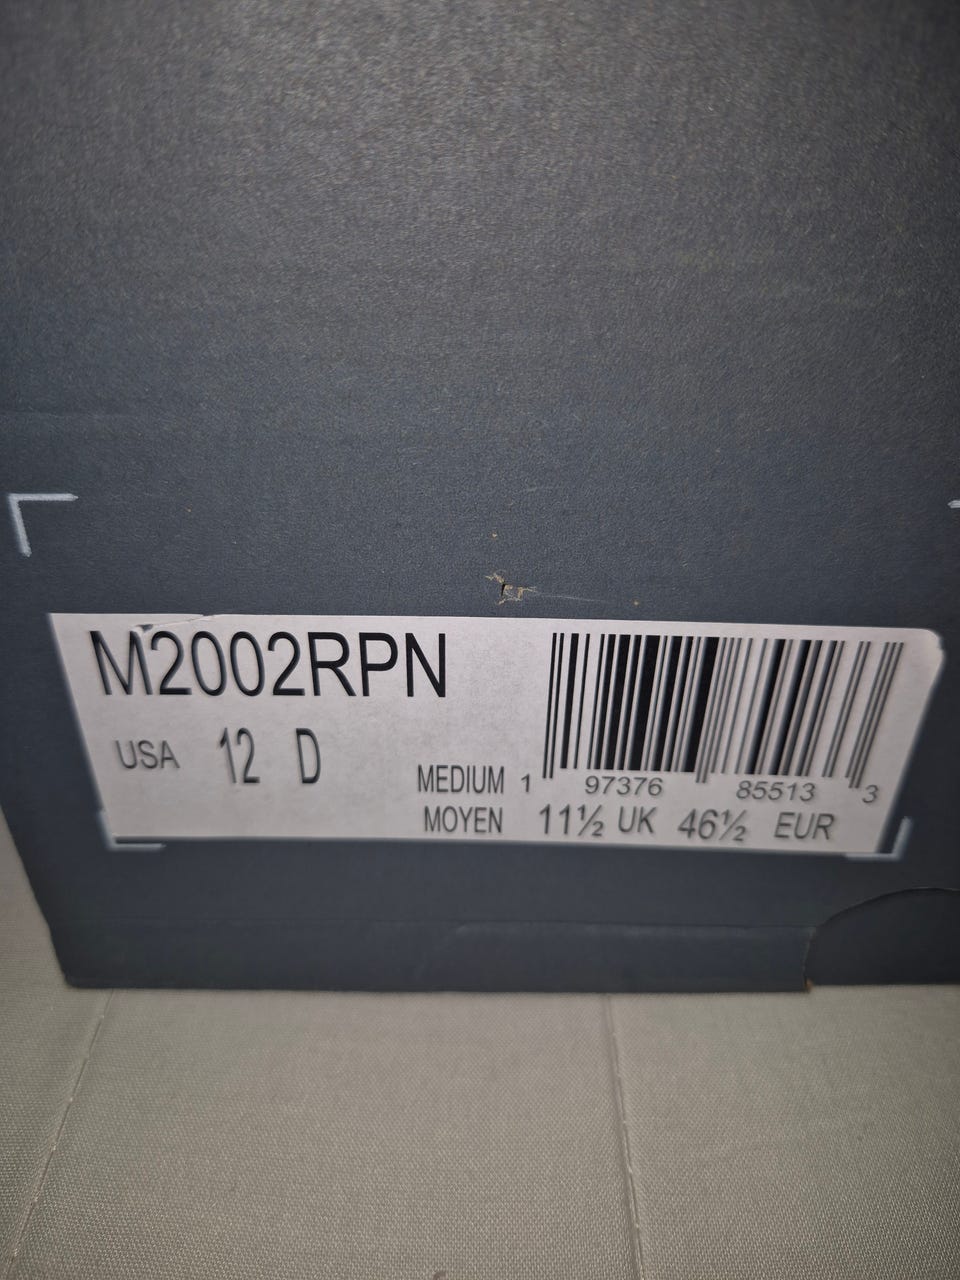 M2002RPN
USA 12 D
MEDIUM
MOYEN
1 97376 85513 3
11½ UK 46½ EUR